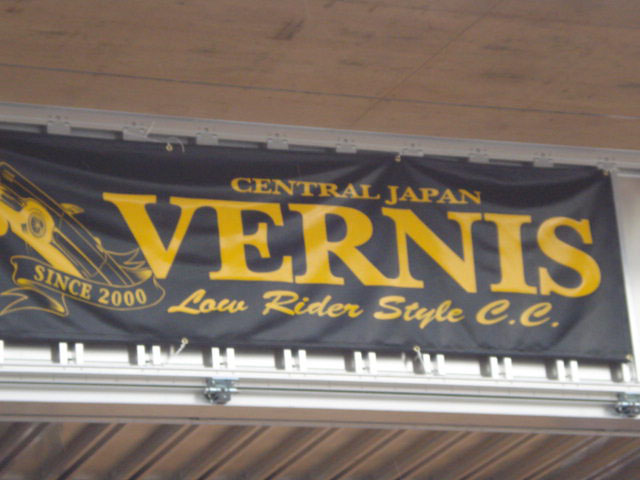 CENTRAL JAPAN
VERNIS
SINCE 2000
Low Rider Style C.C.